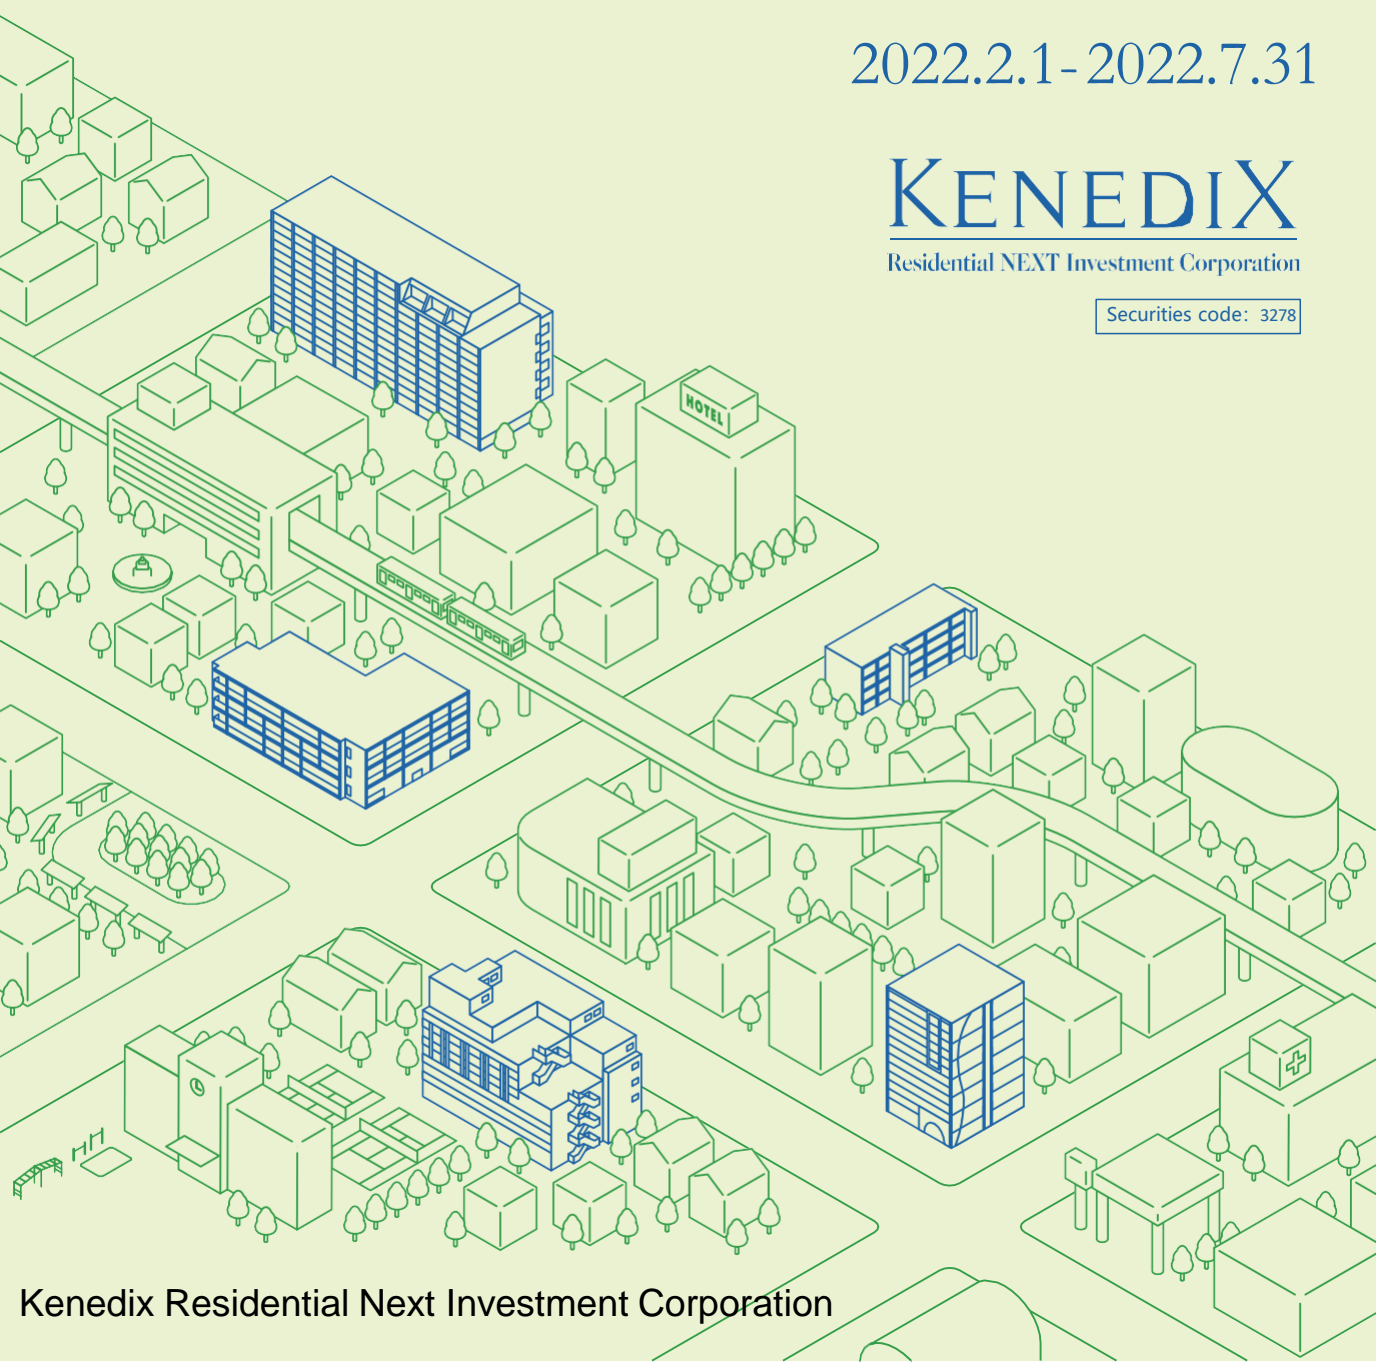 2022.2.1-2022.7.31
KENEDIX
Residential NEXT Investment Corporation
Securities code: 3278
HOTEL
Kenedix Residential Next Investment Corporation